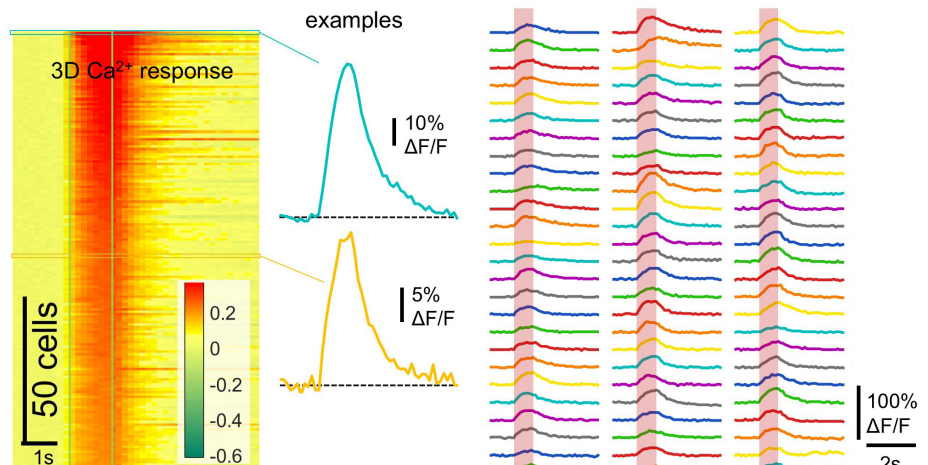 examples
3D Ca²⁺ response
10%
ΔF/F
5%
ΔF/F
0.2
0
-0.2
-0.4
-0.6
50 cells
1s
100%
ΔF/F
2s